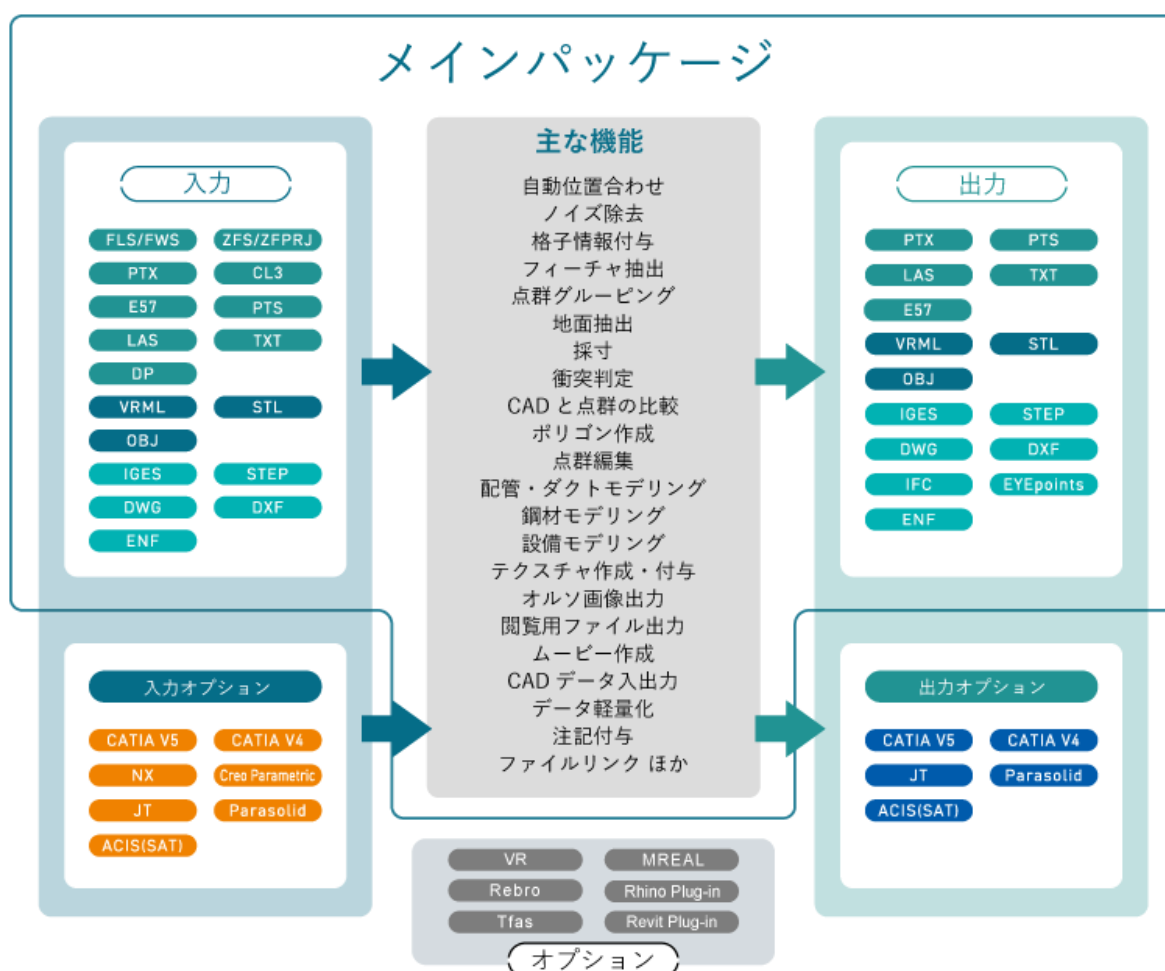 メインパッケージ
入力
FLS/FWS ZFS/ZFPRJ
PTX CL3
E57 PTS
LAS TXT
DP
VRML STL
OBJ
IGES STEP
DWG DXF
ENF
主な機能
自動位置合わせ
ノイズ除去
格子情報付与
フィーチャ抽出
点群グルーピング
地面抽出
採寸
衝突判定
CAD と点群の比較
ポリゴン作成
点群編集
配管・ダクトモデリング
鋼材モデリング
設備モデリング
テクスチャ作成・付与
オルソ画像出力
閲覧用ファイル出力
ムービー作成
CAD データ入出力
データ軽量化
注記付与
ファイルリンク ほか
出力
PTX PTS
LAS TXT
E57
VRML STL
OBJ
IGES STEP
DWG DXF
IFC EYEpoints
ENF
入力オプション
CATIA V5 CATIA V4
NX Creo Parametric
JT Parasolid
ACIS(SAT)
出力オプション
CATIA V5 CATIA V4
JT Parasolid
ACIS(SAT)
VR MREAL
Rebro Rhino Plug-in
Tfas Revit Plug-in
オプション